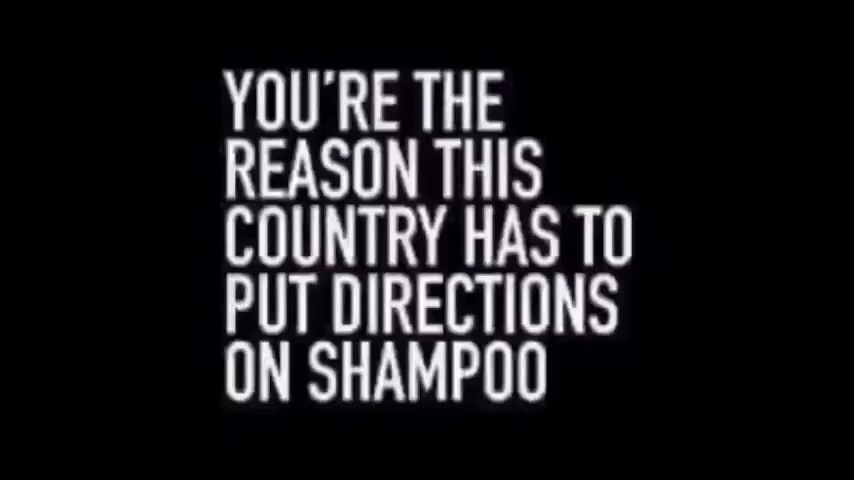 YOU'RE THE
REASON THIS
COUNTRY HAS TO
PUT DIRECTIONS
ON SHAMPOO